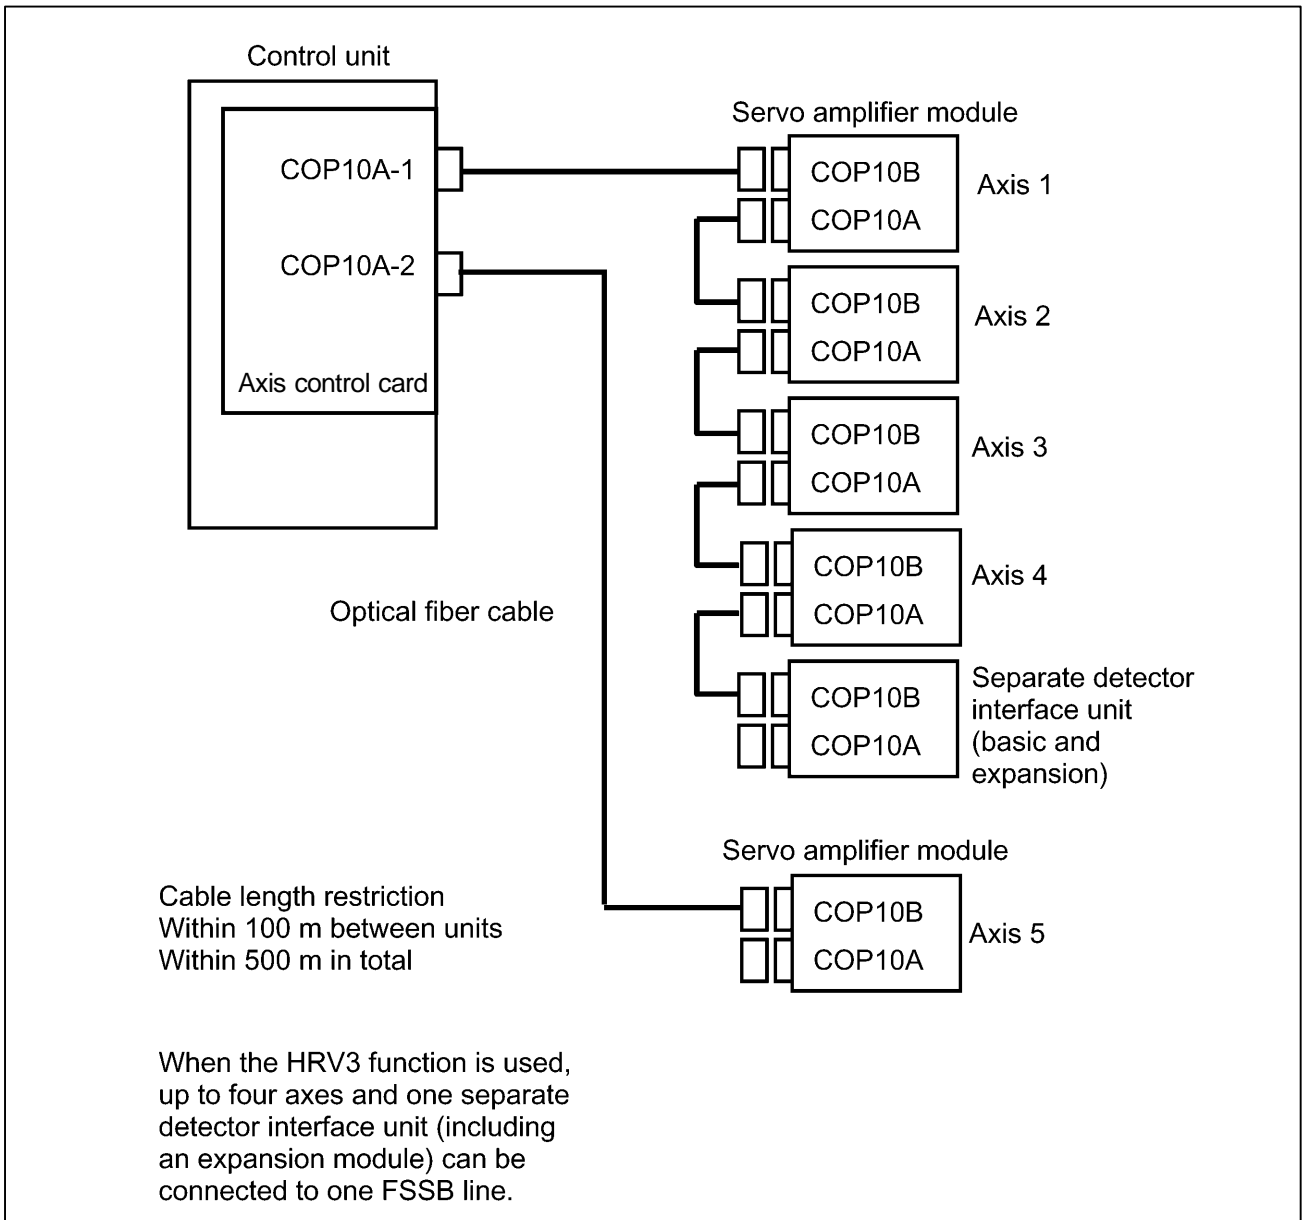 Control unit
COP10A-1
COP10A-2
Axis control card
Servo amplifier module
COP10B
COP10A
Axis 1
COP10B
COP10A
Axis 2
COP10B
COP10A
Axis 3
COP10B
COP10A
Axis 4
COP10B
COP10A
Separate detector
interface unit
(basic and
expansion)
Optical fiber cable
Servo amplifier module
COP10B
COP10A
Axis 5
Cable length restriction
Within 100 m between units
Within 500 m in total
When the HRV3 function is used,
up to four axes and one separate
detector interface unit (including
an expansion module) can be
connected to one FSSB line.